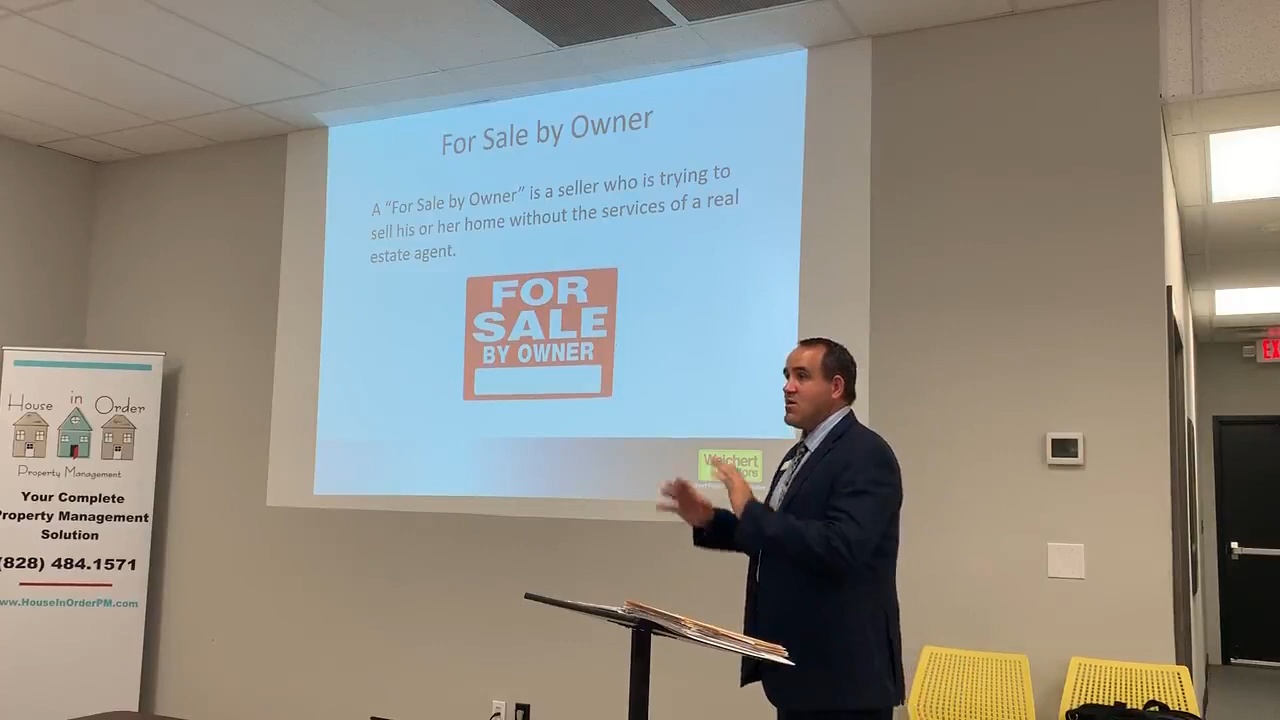 For Sale by Owner
A “For Sale by Owner” is a seller who is trying to
sell his or her home without the services of a real
estate agent.
FOR
SALE
BY OWNER
Weichert
House in Order
Property Management
Your Complete
Property Management
Solution
(828) 484.1571
www.HouseInOrderPM.com
EX